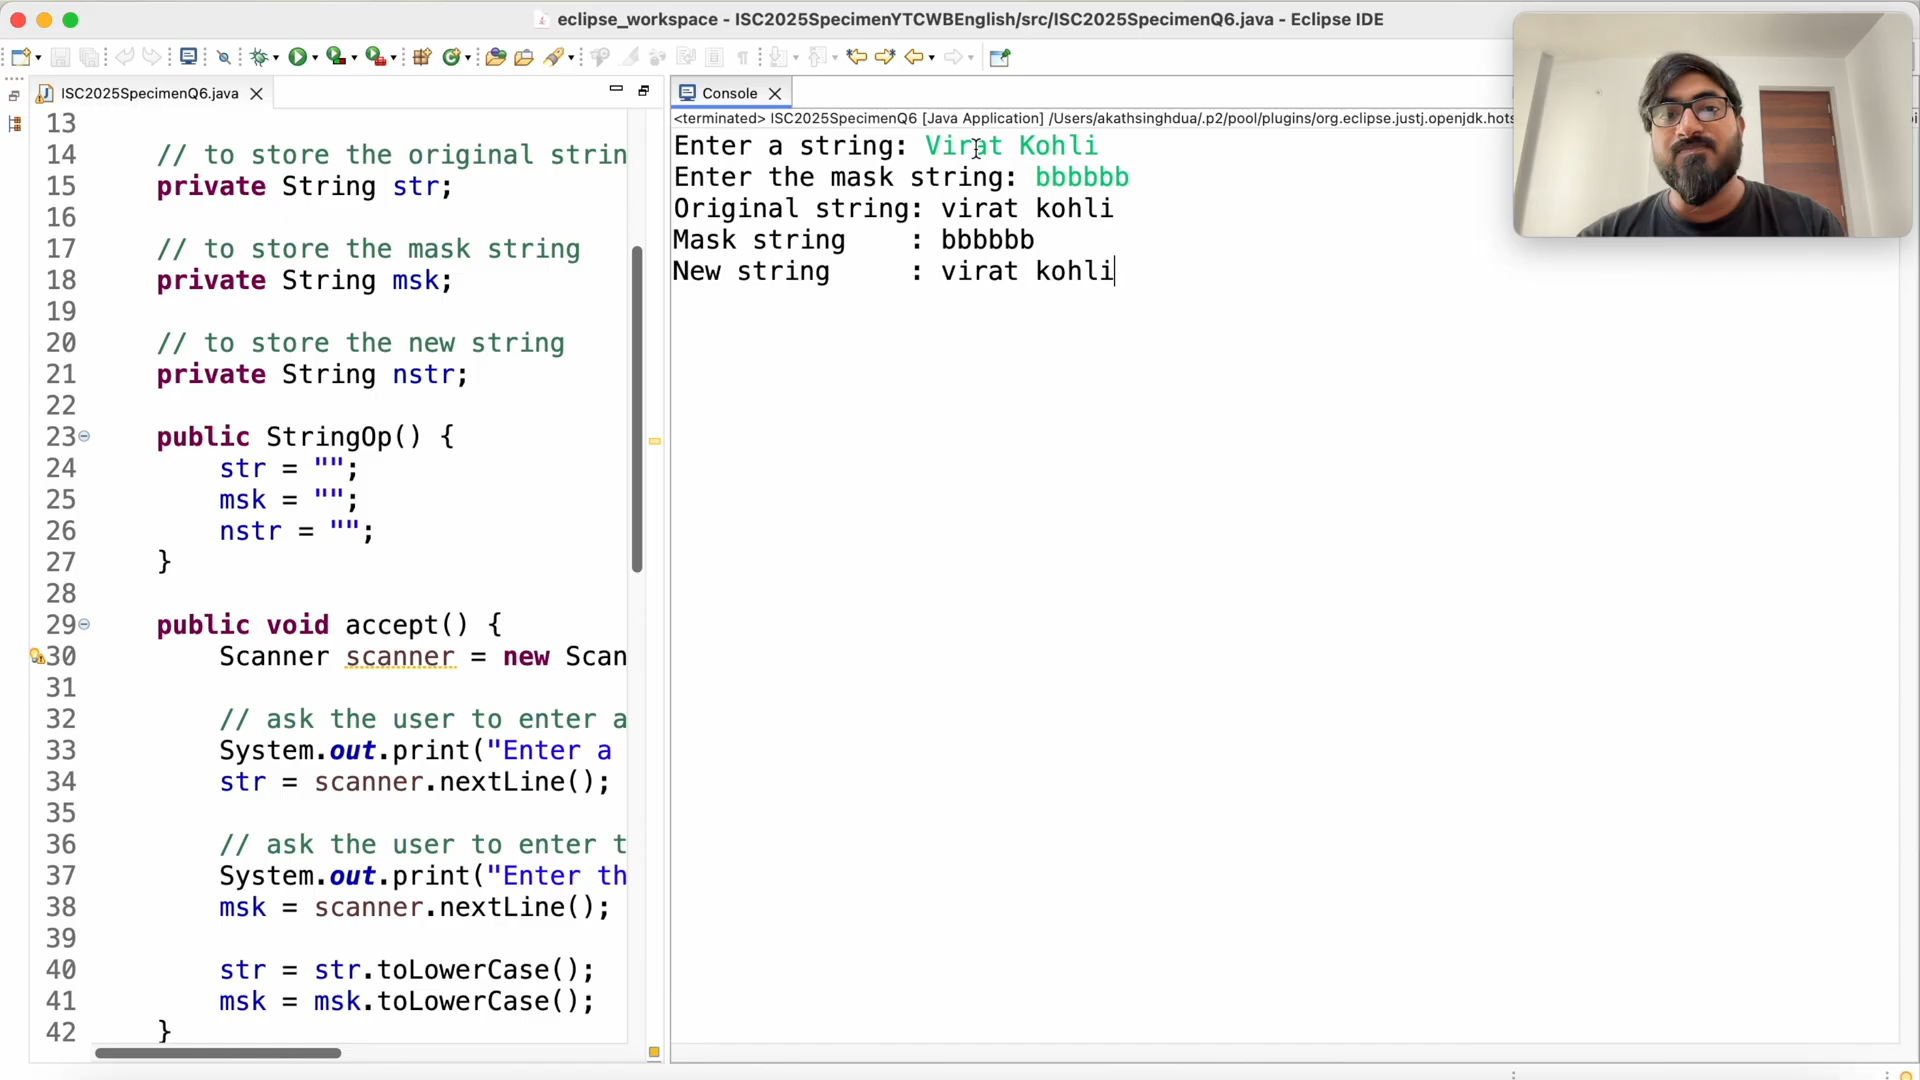 eclipse_workspace - ISC2025SpecimenYTCWBEnglish/src/ISC2025SpecimenQ6.java - Eclipse IDE
ISC2025SpecimenQ6.java
13
14 // to store the original strin
15 private String str;
16
17 // to store the mask string
18 private String msk;
19
20 // to store the new string
21 private String nstr;
22
23 public StringOp() {
24 str = "";
25 msk = "";
26 nstr = "";
27 }
28
29 public void accept() {
30 Scanner scanner = new Scan
31
32 // ask the user to enter a
33 System.out.print("Enter a
34 str = scanner.nextLine();
35
36 // ask the user to enter t
37 System.out.print("Enter th
38 msk = scanner.nextLine();
39
40 str = str.toLowerCase();
41 msk = msk.toLowerCase();
42 }
Console
<terminated> ISC2025SpecimenQ6 [Java Application] /Users/akathsinghdua/.p2/pool/plugins/org.eclipse.justj.openjdk.hots
Enter a string: Virat Kohli
Enter the mask string: bbbbbb
Original string: virat kohli
Mask string : bbbbbb
New string : virat kohli